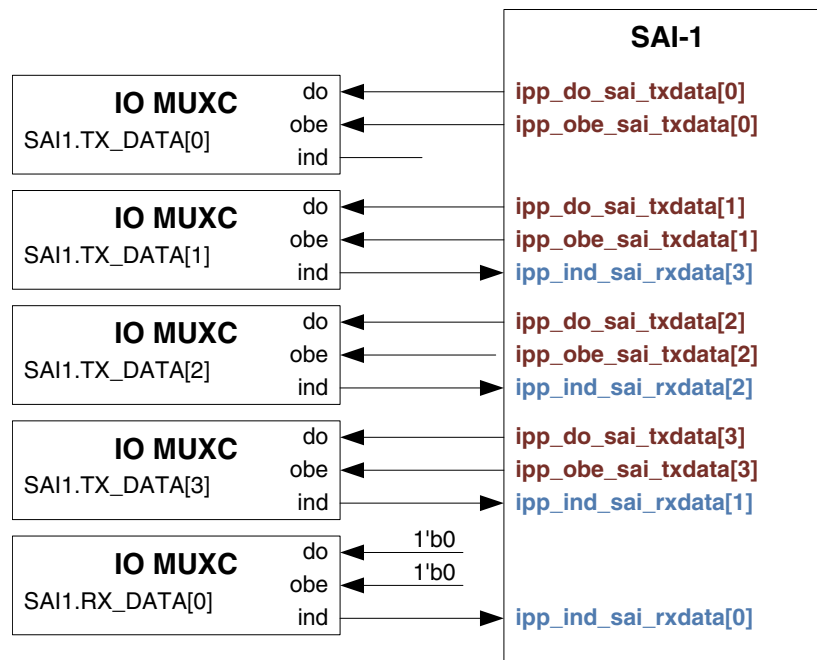 SAI-1
IO MUXC
SAI1.TX_DATA[0]
do
obe
ind
ipp_do_sai_txdata[0]
ipp_obe_sai_txdata[0]
IO MUXC
SAI1.TX_DATA[1]
do
obe
ind
ipp_do_sai_txdata[1]
ipp_obe_sai_txdata[1]
ipp_ind_sai_rxdata[3]
IO MUXC
SAI1.TX_DATA[2]
do
obe
ind
ipp_do_sai_txdata[2]
ipp_obe_sai_txdata[2]
ipp_ind_sai_rxdata[2]
IO MUXC
SAI1.TX_DATA[3]
do
obe
ind
ipp_do_sai_txdata[3]
ipp_obe_sai_txdata[3]
ipp_ind_sai_rxdata[1]
IO MUXC
SAI1.RX_DATA[0]
do
obe
ind
1'b0
1'b0
ipp_ind_sai_rxdata[0]